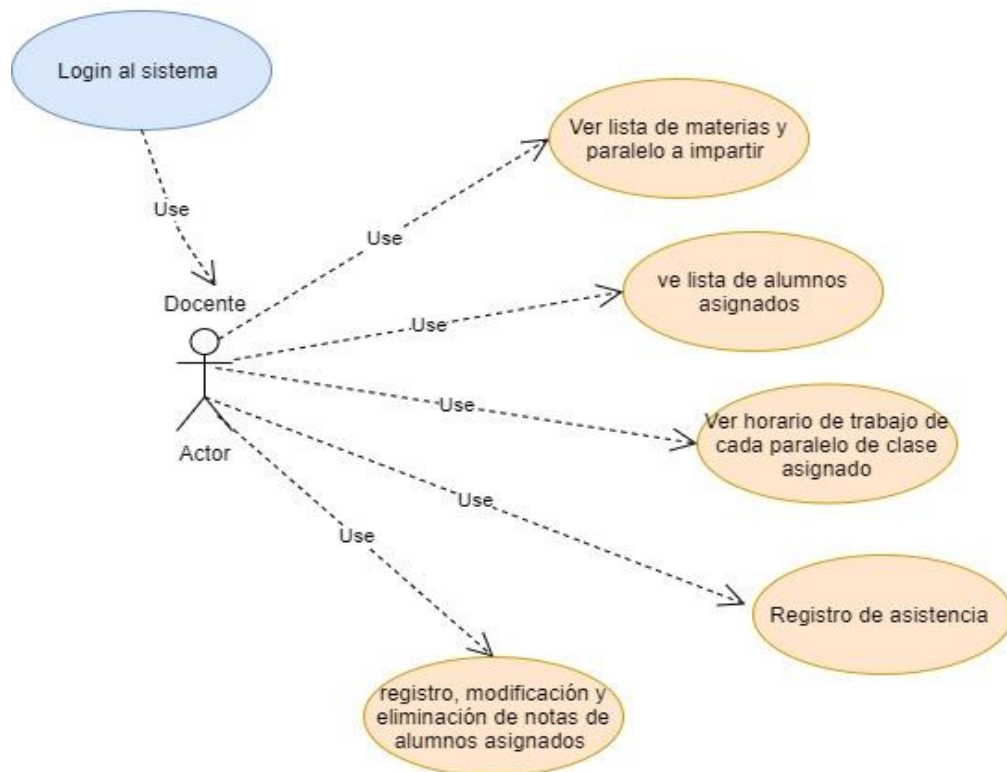 Login al sistema
Ver lista de materias y
paralelo a impartir
Use
Use
ve lista de alumnos
asignados
Docente
Use
Use
Ver horario de trabajo de
cada paralelo de clase
asignado
Actor
Use
Use
Registro de asistencia
registro, modificación y
eliminación de notas de
alumnos asignados